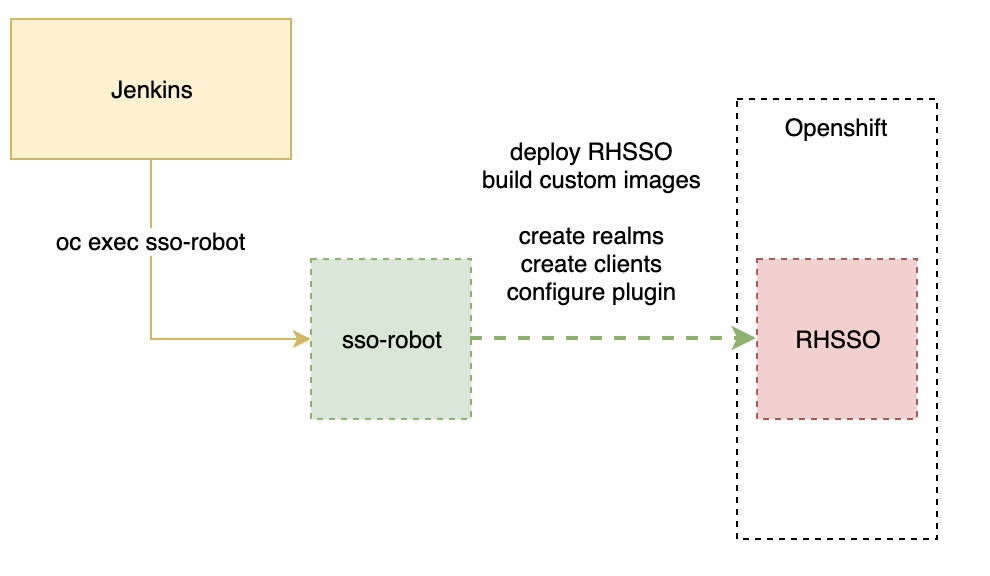 Jenkins
Openshift
deploy RHSSO
build custom images
oc exec sso-robot
create realms
create clients
configure plugin
sso-robot
RHSSO